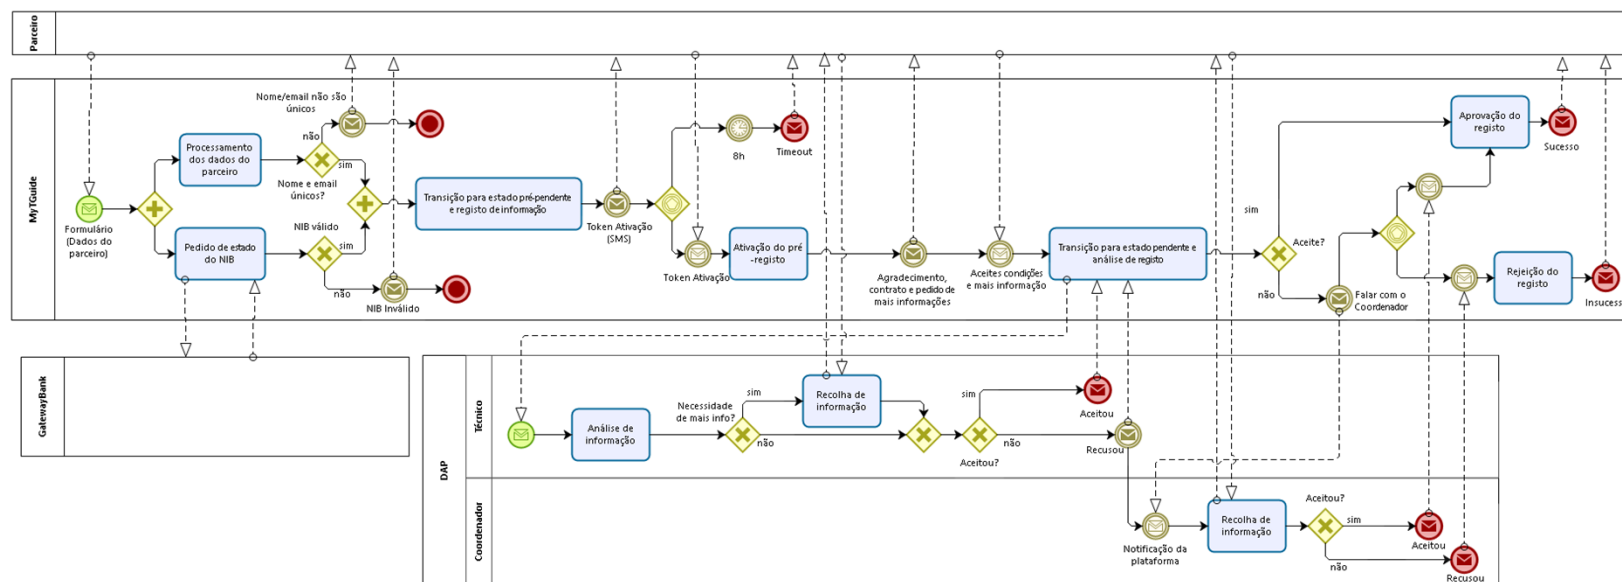 Parceiro
MyTGuide
Formulário
(Dados do
parceiro)
Processamento
dos dados do
parceiro
Pedido de estado
do NIB
Nome/email não são
únicos
não
sim
Nome e email
únicos?
NIB válido
sim
não
NIB Inválido
Transição para estado pré-pendente
e registo de informação
Token Ativação
(SMS)
8h
Timeout
Token Ativação
Ativação do pré
-registo
Agradecimento,
contrato e pedido de
mais informações
Aceites condições
e mais informação
Transição para estado pendente e
análise de registo
sim
Aceite?
não
Falar com o
Coordenador
Aprovação do
registo
Sucesso
Rejeição do
registo
Insucess
GatewayBank
DAP
Técnico
Análise de
informação
Necessidade
de mais info?
sim
não
Recolha de
informação
sim
Aceitou?
não
Aceitou
Recusou
Coordenador
Notificação da
plataforma
Recolha de
informação
Aceitou?
sim
não
Aceitou
Recusou